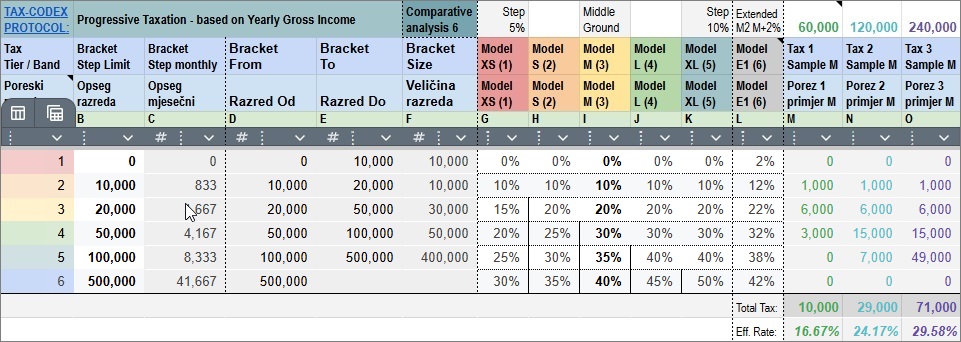 TAX-CODEX PROTOCOL: Progressive Taxation - based on Yearly Gross Income Comparative analysis 6 Step 5% Middle Ground Step 10% Extended M2 M+2% 60,000 120,000 240,000
Tax Tier / Band Bracket Step Limit Bracket Step monthly Bracket From Bracket To Bracket Size Model XS (1) Model S (2) Model M (3) Model L (4) Model XL (5) Model E1 (6) Tax 1 Sample M Tax 2 Sample M Tax 3 Sample M
Poreski Opseg razreda Opseg mjesečni Razred Od Razred Do Veličina razreda Model XS (1) Model S (2) Model M (3) Model L (4) Model XL (5) Model E1 (6) Porez 1 primjer M Porez 2 primjer M Porez 3 primjer M
B C D E F G H I J K L M N O
1 0 0 0 10,000 10,000 0% 0% 0% 0% 0% 2% 0 0 0
2 10,000 833 10,000 20,000 10,000 10% 10% 10% 10% 10% 12% 1,000 1,000 1,000
3 20,000 667 20,000 50,000 30,000 15% 20% 20% 20% 20% 22% 6,000 6,000 6,000
4 50,000 4,167 50,000 100,000 50,000 20% 25% 30% 30% 30% 32% 3,000 15,000 15,000
5 100,000 8,333 100,000 500,000 400,000 25% 30% 35% 40% 40% 38% 0 7,000 49,000
6 500,000 41,667 500,000 30% 35% 40% 45% 50% 42% 0 0 0
Total Tax: 10,000 29,000 71,000
Eff. Rate: 16.67% 24.17% 29.58%